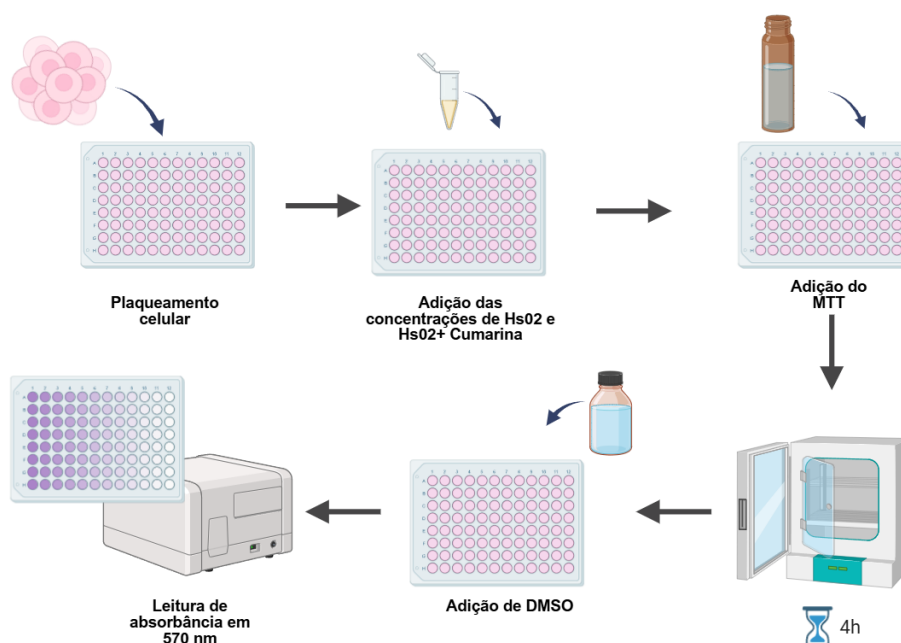 Plaqueamento
celular
Adição das
concentrações de Hs02 e
Hs02+ Cumarina
Adição do
MTT
4h
Adição de DMSO
Leitura de
absorbância em
570 nm